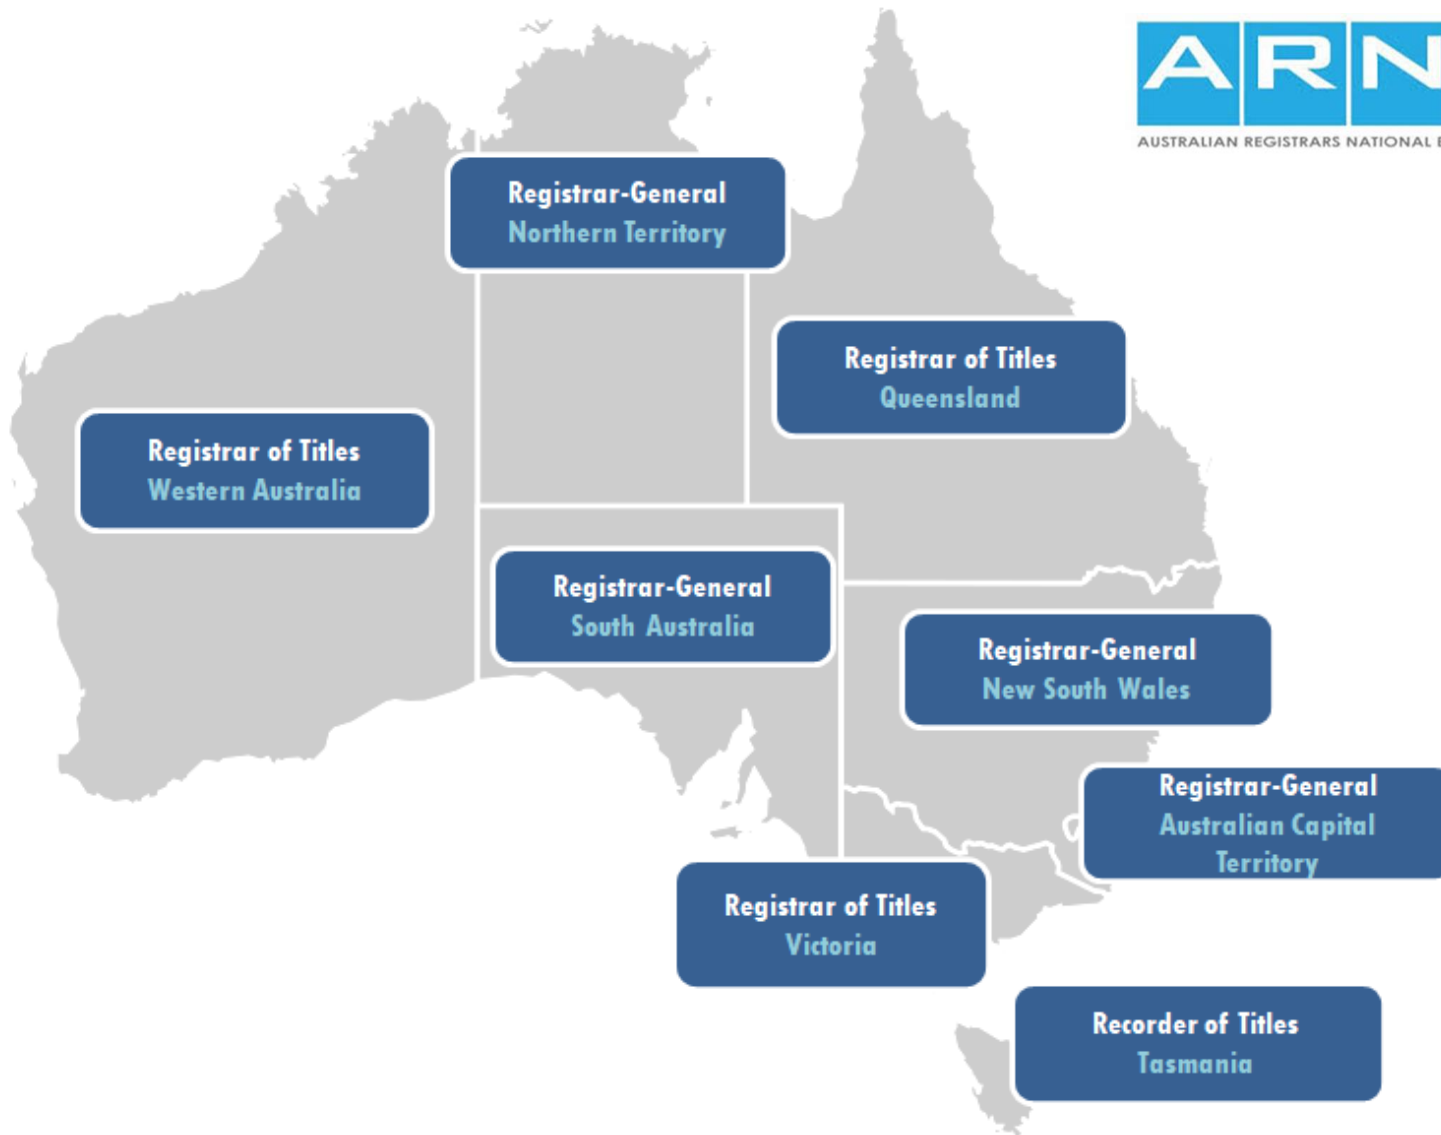 ARN
AUSTRALIAN REGISTRARS NATIONAL
Registrar-General
Northern Territory
Registrar of Titles
Queensland
Registrar of Titles
Western Australia
Registrar-General
South Australia
Registrar-General
New South Wales
Registrar-General
Australian Capital
Territory
Registrar of Titles
Victoria
Recorder of Titles
Tasmania